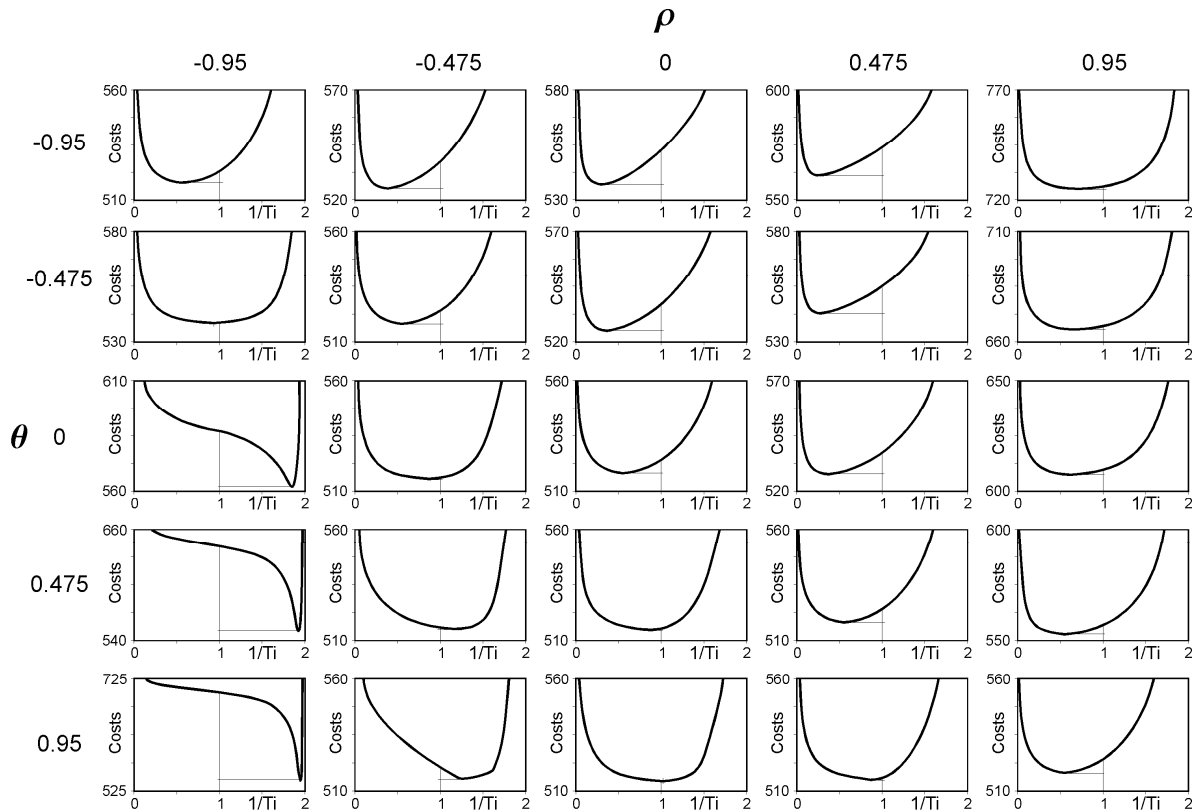 ρ
-0.95 -0.475 0 0.475 0.95
-0.95
560 Costs 510 0 1 1/Ti 2
570 Costs 520 0 1 1/Ti 2
580 Costs 530 0 1 1/Ti 2
600 Costs 550 0 1 1/Ti 2
770 Costs 720 0 1 1/Ti 2
-0.475
580 Costs 530 0 1 1/Ti 2
560 Costs 510 0 1 1/Ti 2
570 Costs 520 0 1 1/Ti 2
580 Costs 530 0 1 1/Ti 2
710 Costs 660 0 1 1/Ti 2
θ 0
610 Costs 560 0 1 1/Ti 2
560 Costs 510 0 1 1/Ti 2
560 Costs 510 0 1 1/Ti 2
570 Costs 520 0 1 1/Ti 2
650 Costs 600 0 1 1/Ti 2
0.475
660 Costs 540 0 1 1/Ti 2
560 Costs 510 0 1 1/Ti 2
560 Costs 510 0 1 1/Ti 2
560 Costs 510 0 1 1/Ti 2
600 Costs 550 0 1 1/Ti 2
0.95
725 Costs 525 0 1 1/Ti 2
560 Costs 510 0 1 1/Ti 2
560 Costs 510 0 1 1/Ti 2
560 Costs 510 0 1 1/Ti 2
560 Costs 510 0 1 1/Ti 2